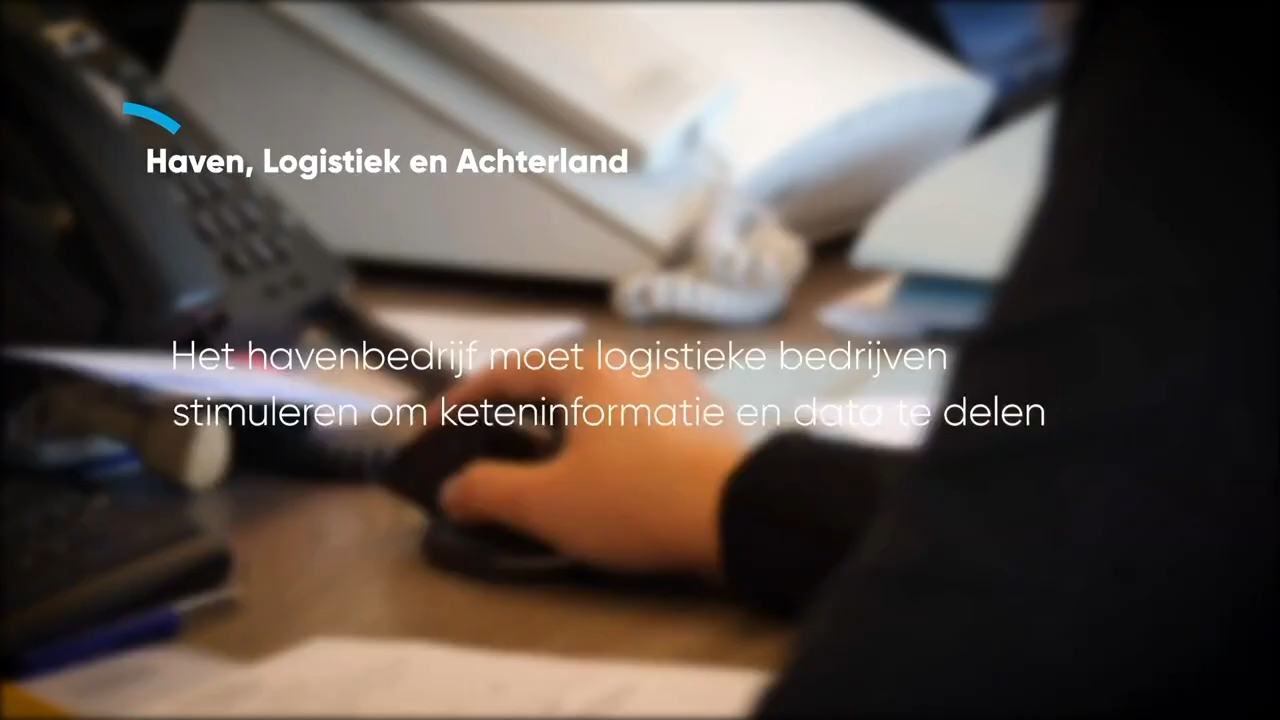 Haven, Logistiek en Achterland
Het havenbedrijf moet logistieke bedrijven
stimuleren om keteninformatie en data te delen